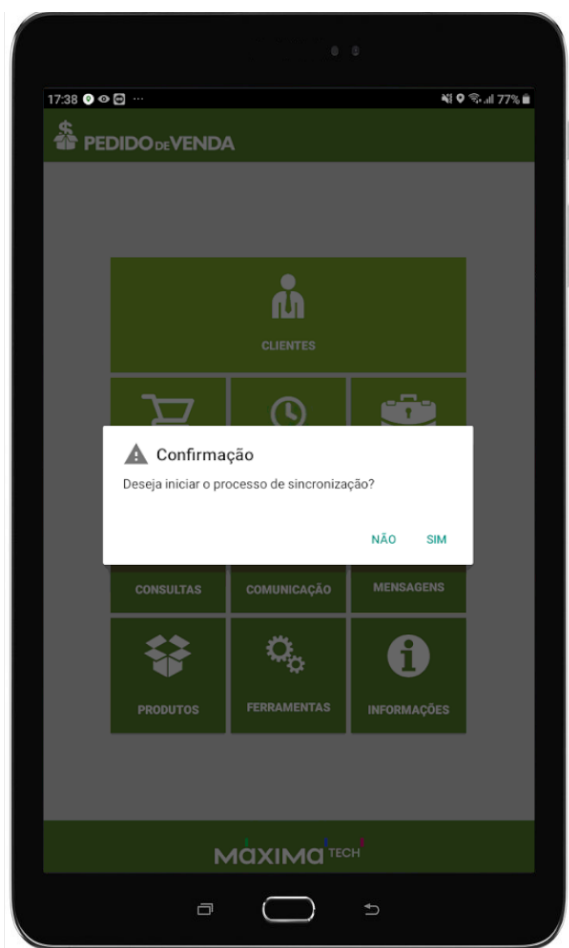 17:38
77%
PEDIDO DE VENDA
CLIENTES
Confirmação
Deseja iniciar o processo de sincronização?
NÃO SIM
CONSULTAS COMUNICAÇÃO MENSAGENS
PRODUTOS FERRAMENTAS INFORMAÇÕES
MÁXIMA TECH